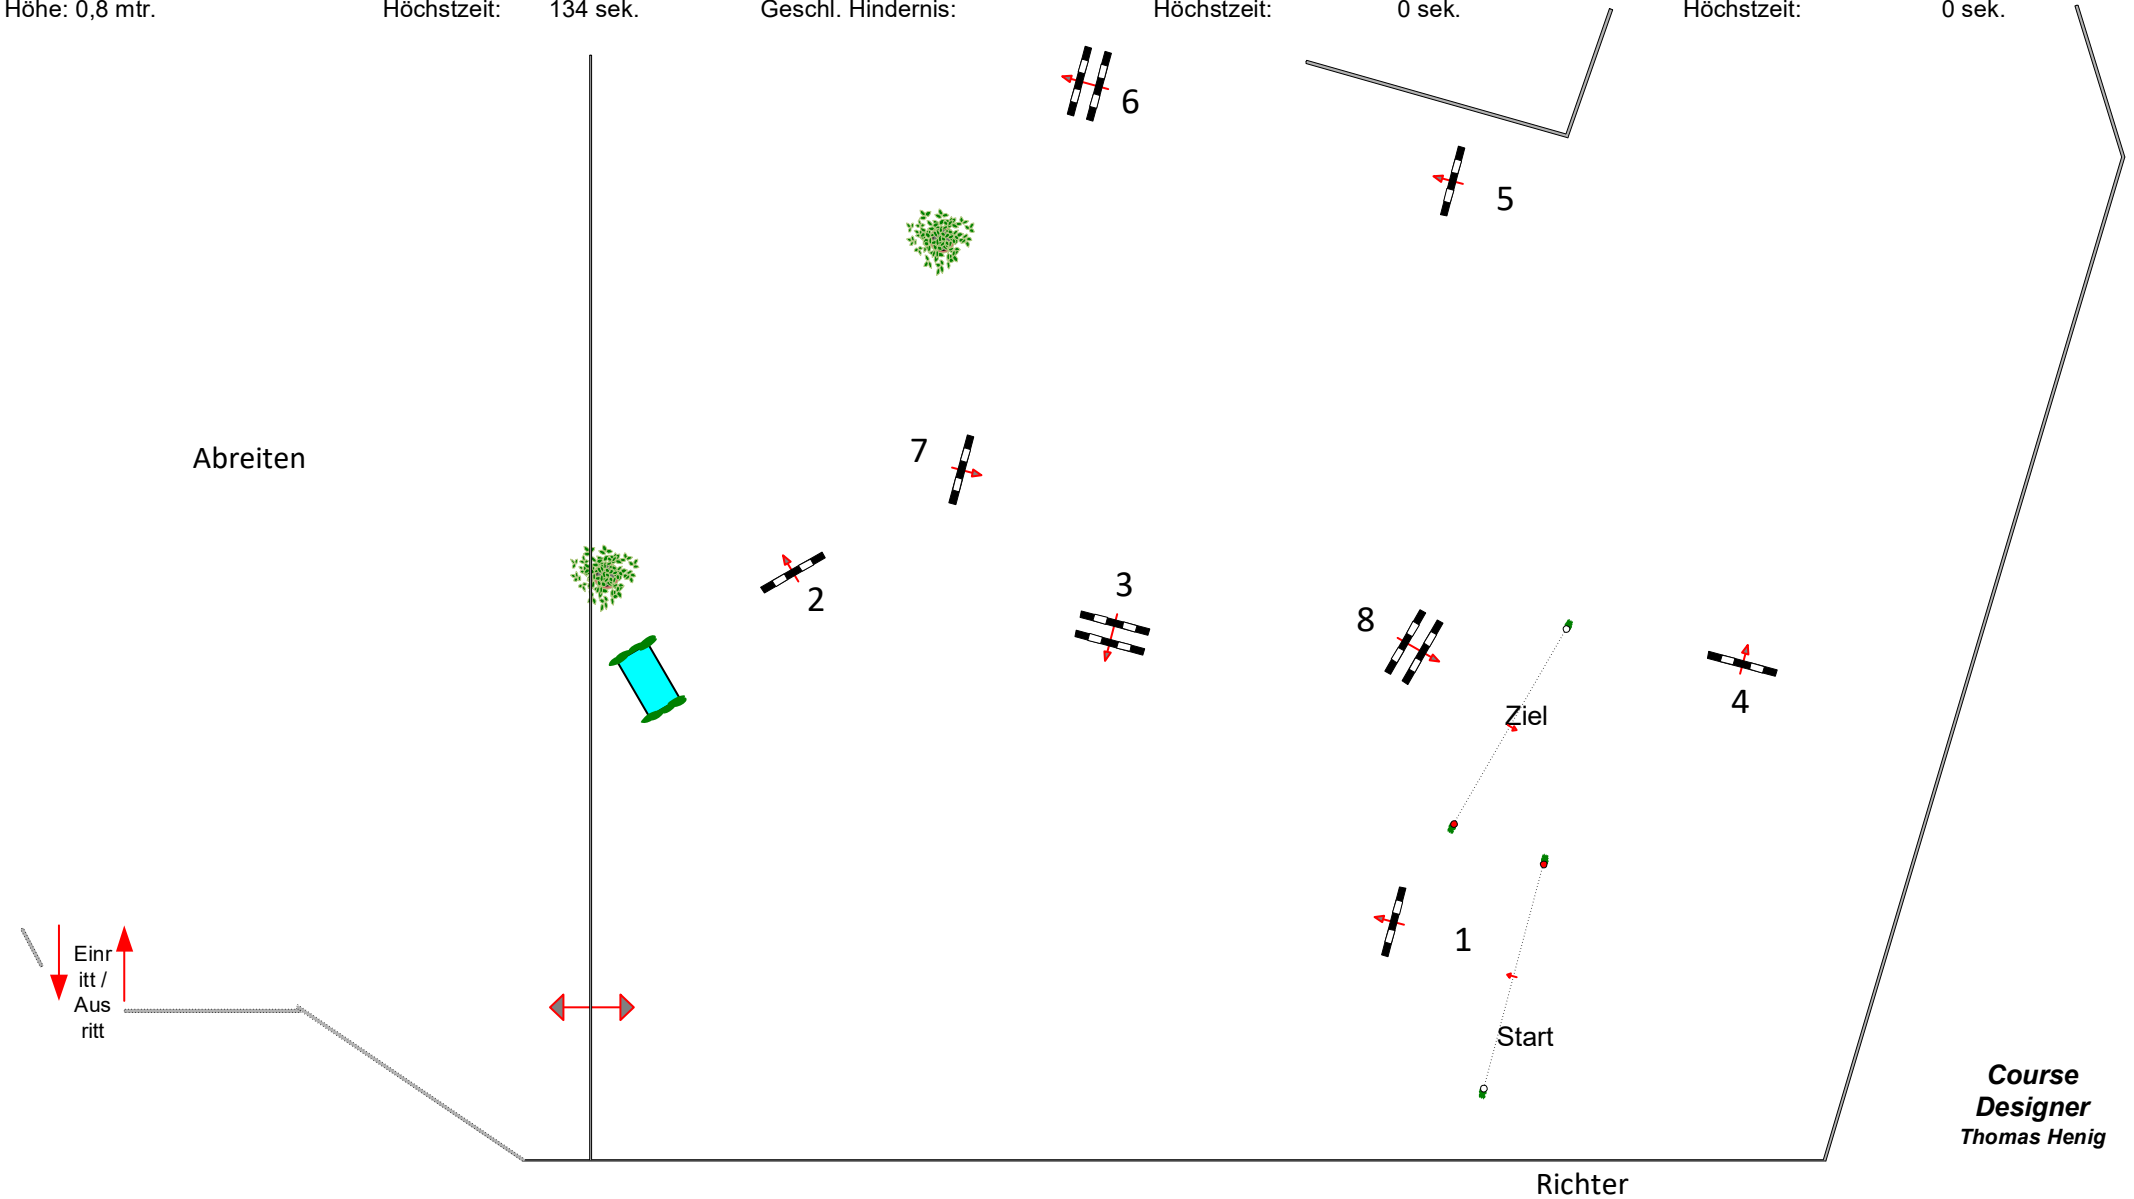 Höhe: 0,8 mtr. Höchstzeit: 134 sek. Geschl. Hindernis: Höchstzeit: 0 sek. Höchstzeit: 0 sek.
6
5
7
Abreiten
2
3
8
4
Ziel
1
Einr
itt /
Aus
ritt
Start
Course
Designer
Thomas Henig
Richter